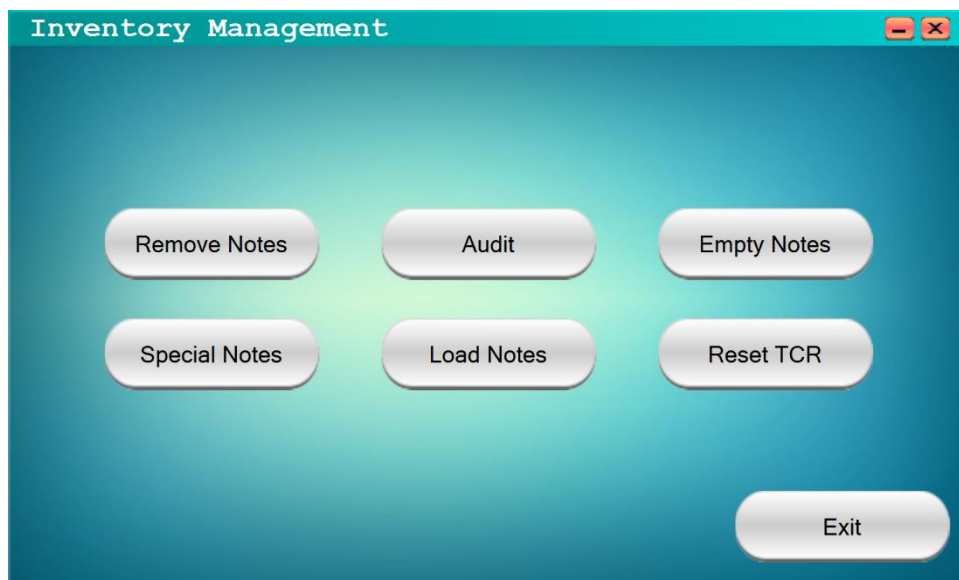 Inventory Management
Remove Notes
Audit
Empty Notes
Special Notes
Load Notes
Reset TCR
Exit